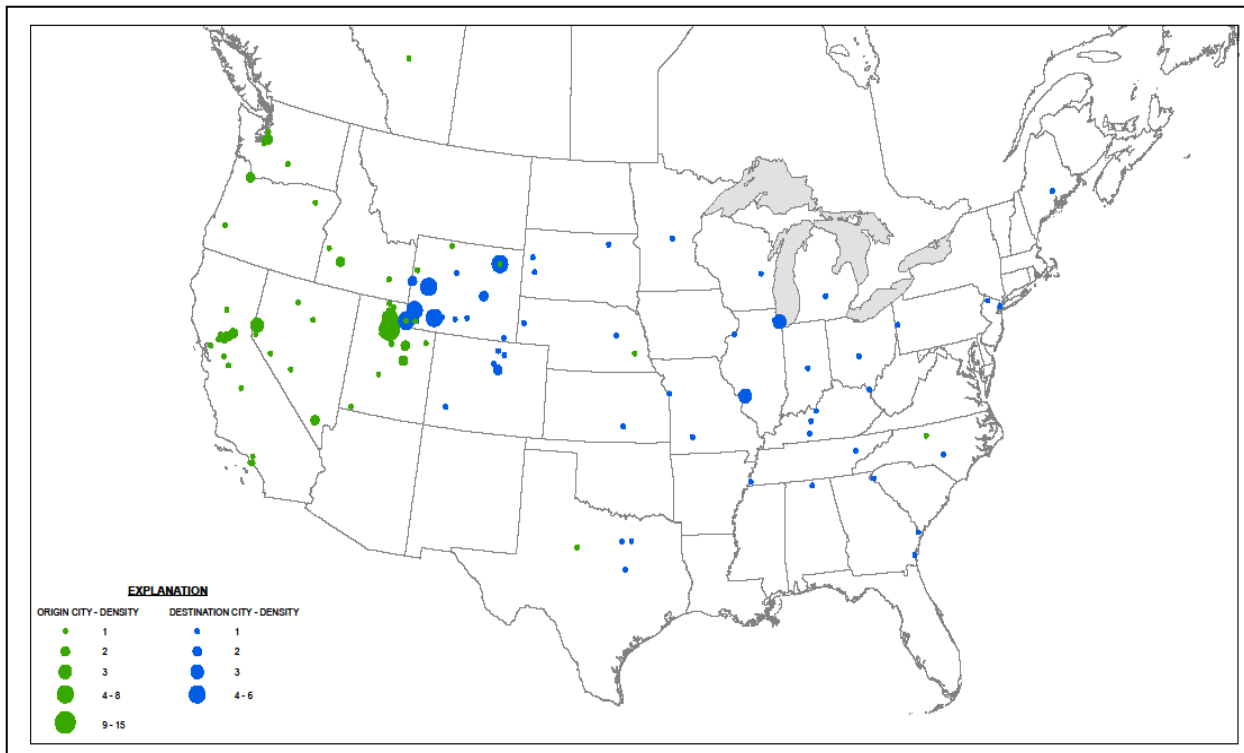 EXPLANATION
ORIGIN CITY - DENSITY DESTINATION CITY - DENSITY
1 1
2 2
3 3
4 - 8 4 - 6
9 - 15